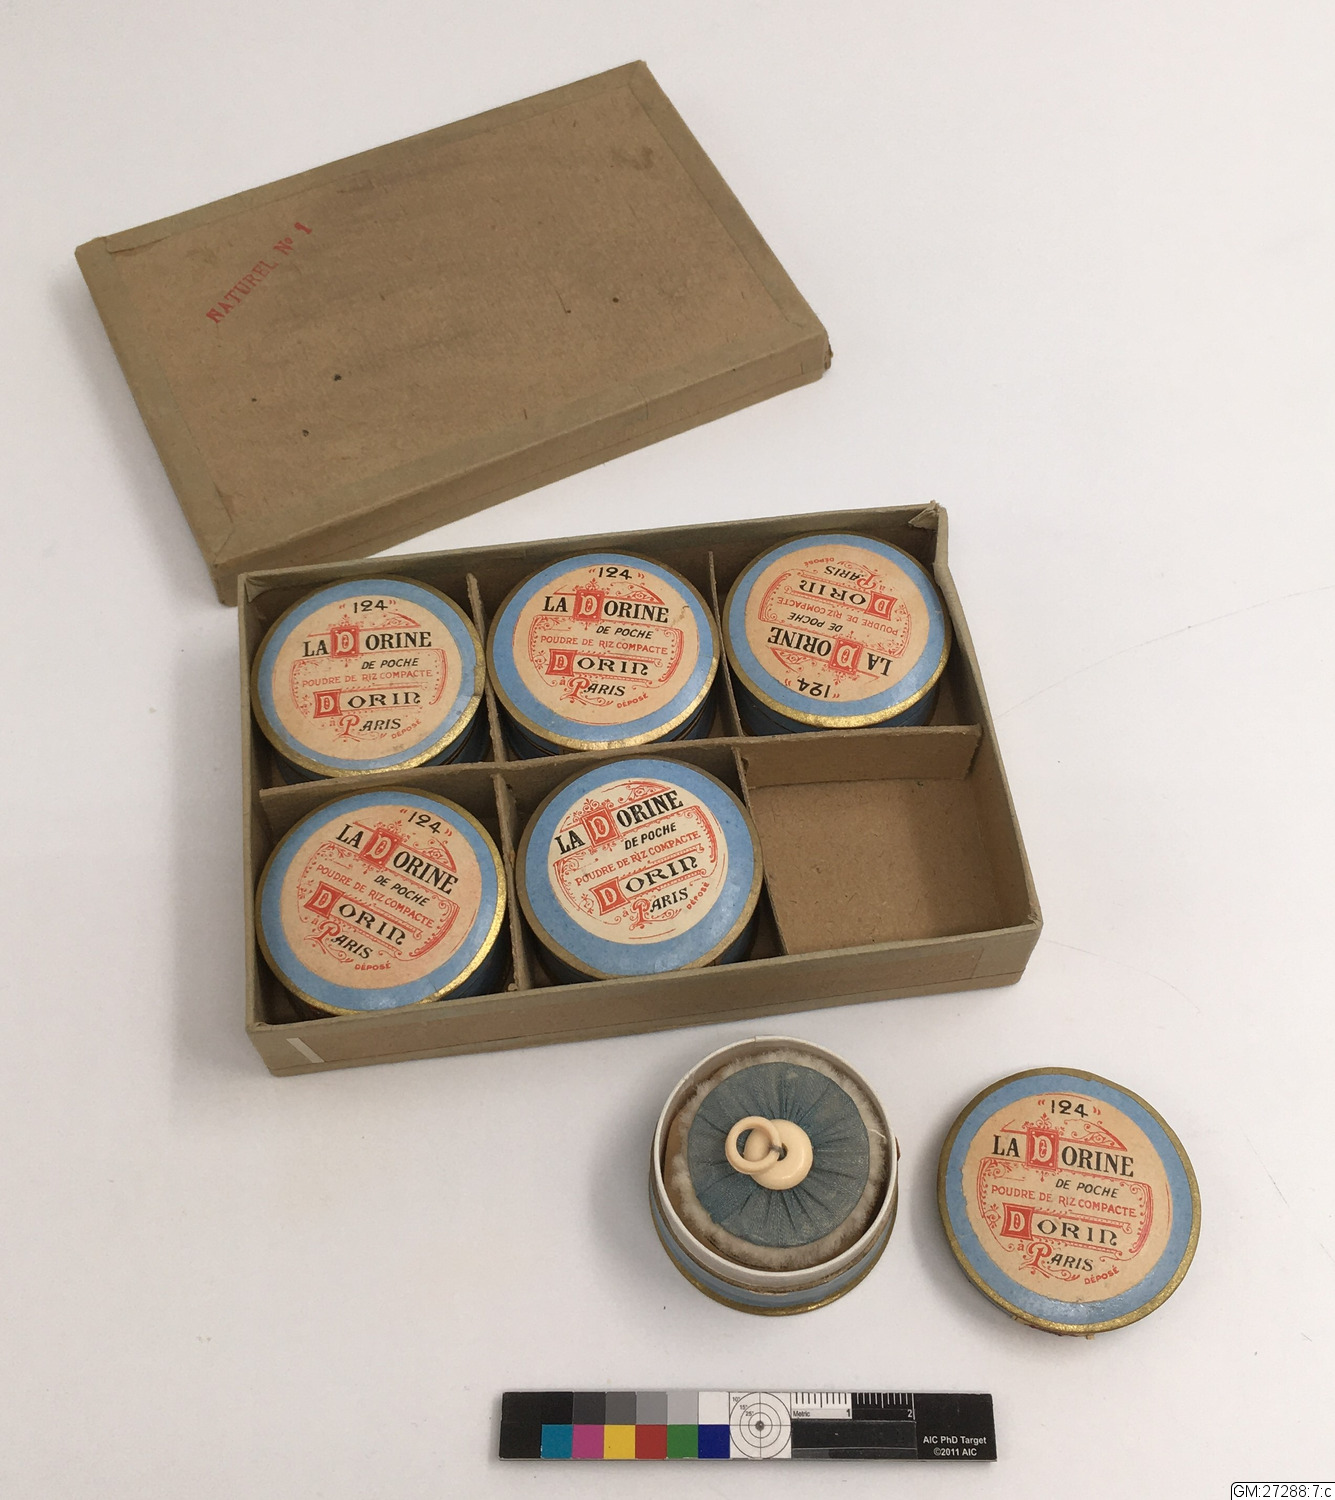 NATUREL No 1
"124"
LA DORINE
DE POCHE
POUDRE DE RIZ COMPACTE
DORIN
à PARIS
DÉPOSÉ
"124"
LA DORINE
DE POCHE
POUDRE DE RIZ COMPACTE
DORIN
à PARIS
DÉPOSÉ
"124"
LA DORINE
DE POCHE
POUDRE DE RIZ COMPACTE
DORIN
à PARIS
DÉPOSÉ
"124"
LA DORINE
DE POCHE
POUDRE DE RIZ COMPACTE
DORIN
à PARIS
DÉPOSÉ
LA DORINE
DE POCHE
POUDRE DE RIZ COMPACTE
DORIN
à PARIS
DÉPOSÉ
"124"
LA DORINE
DE POCHE
POUDRE DE RIZ COMPACTE
DORIN
à PARIS
DÉPOSÉ
Metric 1 2
AIC PhD Target
©2011 AIC
GM:27288:7:c